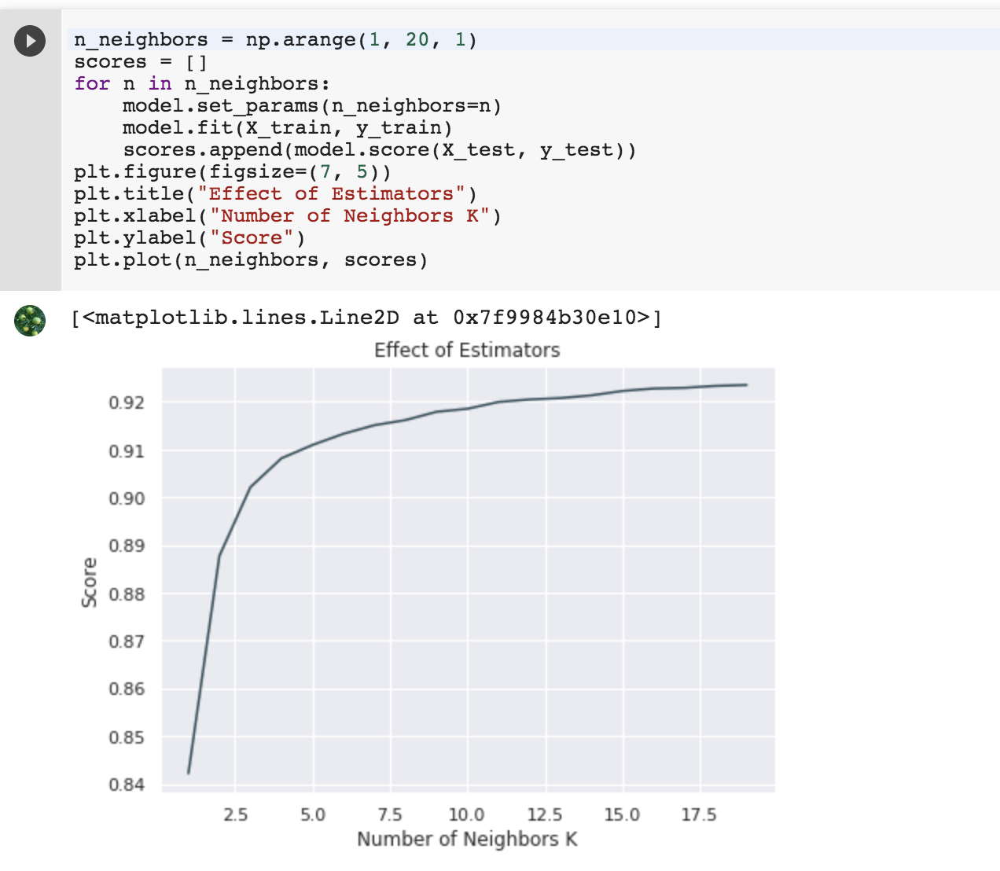 n_neighbors = np.arange(1, 20, 1)
scores = []
for n in n_neighbors:
    model.set_params(n_neighbors=n)
    model.fit(X_train, y_train)
    scores.append(model.score(X_test, y_test))
plt.figure(figsize=(7, 5))
plt.title("Effect of Estimators")
plt.xlabel("Number of Neighbors K")
plt.ylabel("Score")
plt.plot(n_neighbors, scores)
[<matplotlib.lines.Line2D at 0x7f9984b30e10>]
Effect of Estimators
0.92
0.91
0.90
0.89
0.88
0.87
0.86
0.85
0.84
Score
2.5 5.0 7.5 10.0 12.5 15.0 17.5
Number of Neighbors K